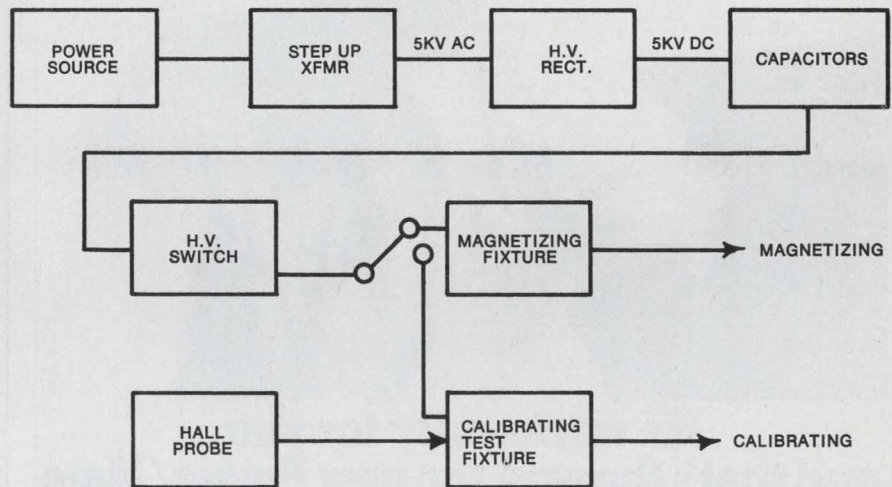 POWER
SOURCE
STEP UP
XFMR
5KV AC
H.V.
RECT.
5KV DC
CAPACITORS
H.V.
SWITCH
MAGNETIZING
FIXTURE
MAGNETIZING
HALL
PROBE
CALIBRATING
TEST
FIXTURE
CALIBRATING